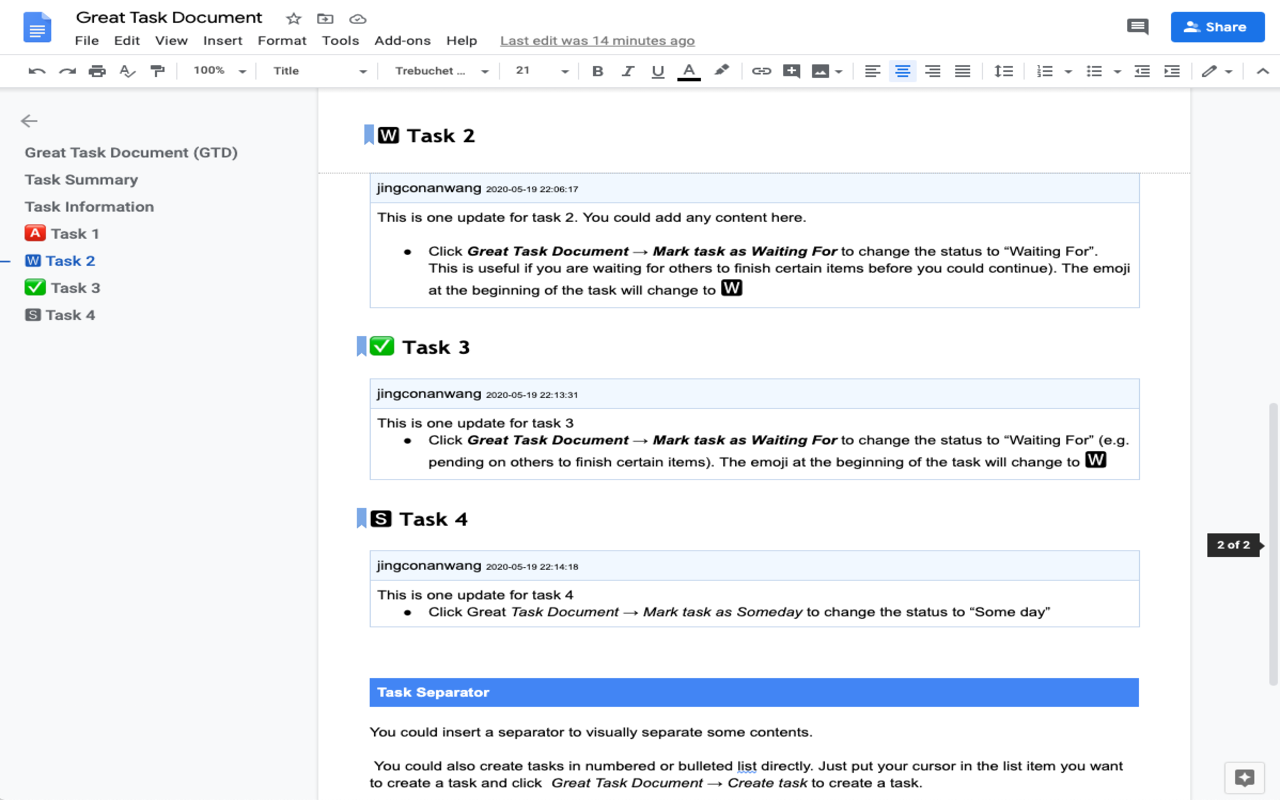 Great Task Document
File Edit View Insert Format Tools Add-ons Help Last edit was 14 minutes ago
Share
100% Title Trebuchet ... 21 B I U A
Great Task Document (GTD)
Task Summary
Task Information
A Task 1
W Task 2
✅ Task 3
S Task 4
W Task 2
jingconanwang 2020-05-19 22:06:17
This is one update for task 2. You could add any content here.
● Click Great Task Document → Mark task as Waiting For to change the status to “Waiting For”.
This is useful if you are waiting for others to finish certain items before you could continue). The emoji
at the beginning of the task will change to W
✅ Task 3
jingconanwang 2020-05-19 22:13:31
This is one update for task 3
● Click Great Task Document → Mark task as Waiting For to change the status to “Waiting For” (e.g.
pending on others to finish certain items). The emoji at the beginning of the task will change to W
S Task 4
jingconanwang 2020-05-19 22:14:18
This is one update for task 4
● Click Great Task Document → Mark task as Someday to change the status to “Some day”
2 of 2
Task Separator
You could insert a separator to visually separate some contents.
You could also create tasks in numbered or bulleted list directly. Just put your cursor in the list item you want
to create a task and click Great Task Document → Create task to create a task.